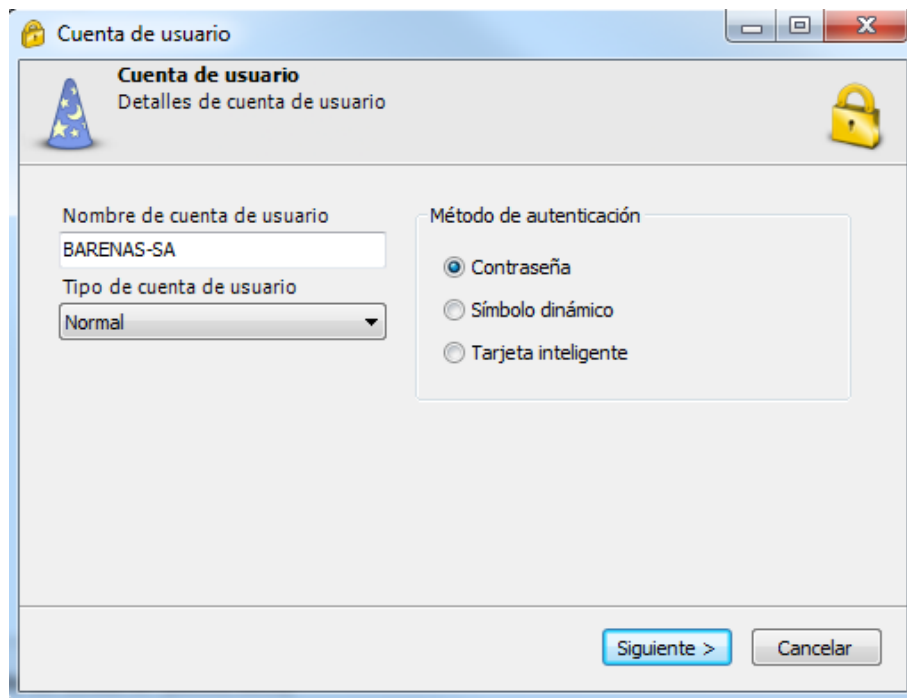 Cuenta de usuario
Cuenta de usuario
Detalles de cuenta de usuario
Nombre de cuenta de usuario
BARENAS-SA
Tipo de cuenta de usuario
Normal
Método de autenticación
Contraseña
Símbolo dinámico
Tarjeta inteligente
Siguiente >
Cancelar